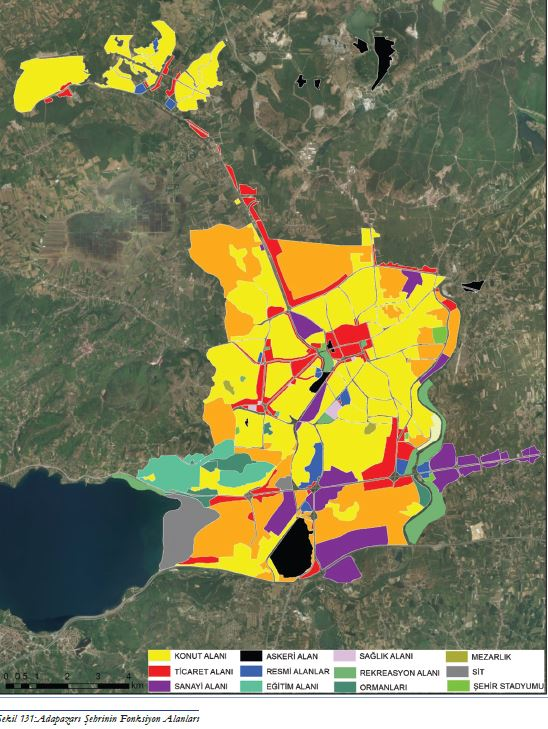 KONUT ALANI
TİCARET ALANI
SANAYİ ALANI
ASKERİ ALAN
RESMİ ALANLAR
EĞİTİM ALANI
SAĞLIK ALANI
REKREASYON ALANI
ORMANLARI
MEZARLIK
SİT
ŞEHİR STADYUMU
0 0,5 1 2 3 4
km
Şekil 131:Adapazarı Şehrinin Fonksiyon Alanları